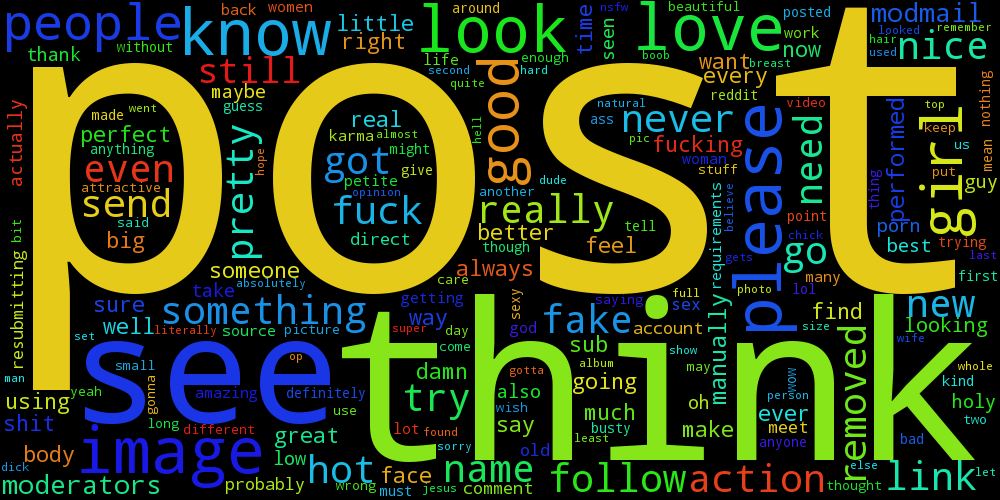 people
back
women
around
beautiful
nsfw
posted
modmail
know
little
look
time
seen
love
looked
remember
thank
without
right
life
enough
hair
work
now
nice
used
second
hard
boob
want
breast
still
quite
every
post
maybe
reddit
actually
made
went
guess
real
good
natural
video
top
nothing
perfect
karma
almost
hell
ass
never
please
need
performed
keep
girl
mean
anything
might
pic
fucking
us
even
pretty
hope
got
give
woman
put
attractive
petite
another
dude
stuff
thing
guy
send
opinion
said
fuck
really
tell
believe
point
porn
trying
big
direct
better
though
feel
requirements
chick
go
best
last
someone
always
gets
many
first
absolutely
care
resubmitting
bit
take
getting
sexy
saying
full
sex
photo
lol
new
sure
something
way
god
fake
account
find
well
literally
source
picture
super
day
size
looking
set
come
sub
show
wife
see
think
op
manually
man
small
damn
gotta
album
going
may
wow
removed
whole
yeah
gonna
amazing
definitely
try
also
person
kind
using
use
wish
much
oh
ever
meet
holy
long
least
shit
different
lot
found
say
busty
make
two
great
sorry
old
anyone
bad
body
image
low
dick
hot
face
name
else
moderators
probably
wrong
must
jesus
comment
follow
action
thought
link
let